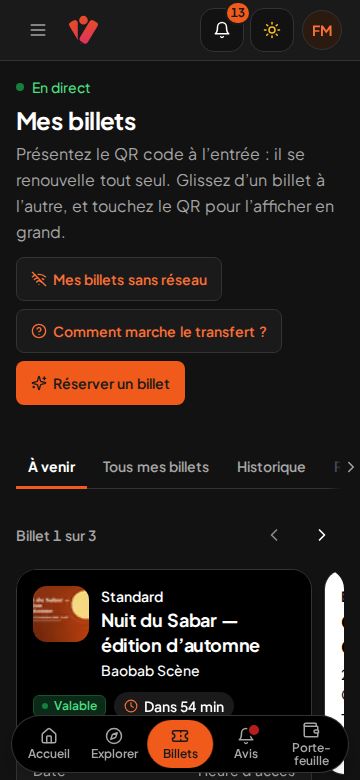 13
FM
En direct
Mes billets
Présentez le QR code à l'entrée : il se
renouvelle tout seul. Glissez d'un billet à
l'autre, et touchez le QR pour l'afficher en
grand.
Mes billets sans réseau
Comment marche le transfert ?
Réserver un billet
À venir
Tous mes billets
Historique
Billet 1 sur 3
Standard
Nuit du Sabar —
édition d'automne
Baobab Scène
Valable
Dans 54 min
Accueil
Explorer
Billets
Avis
Porte-
feuille